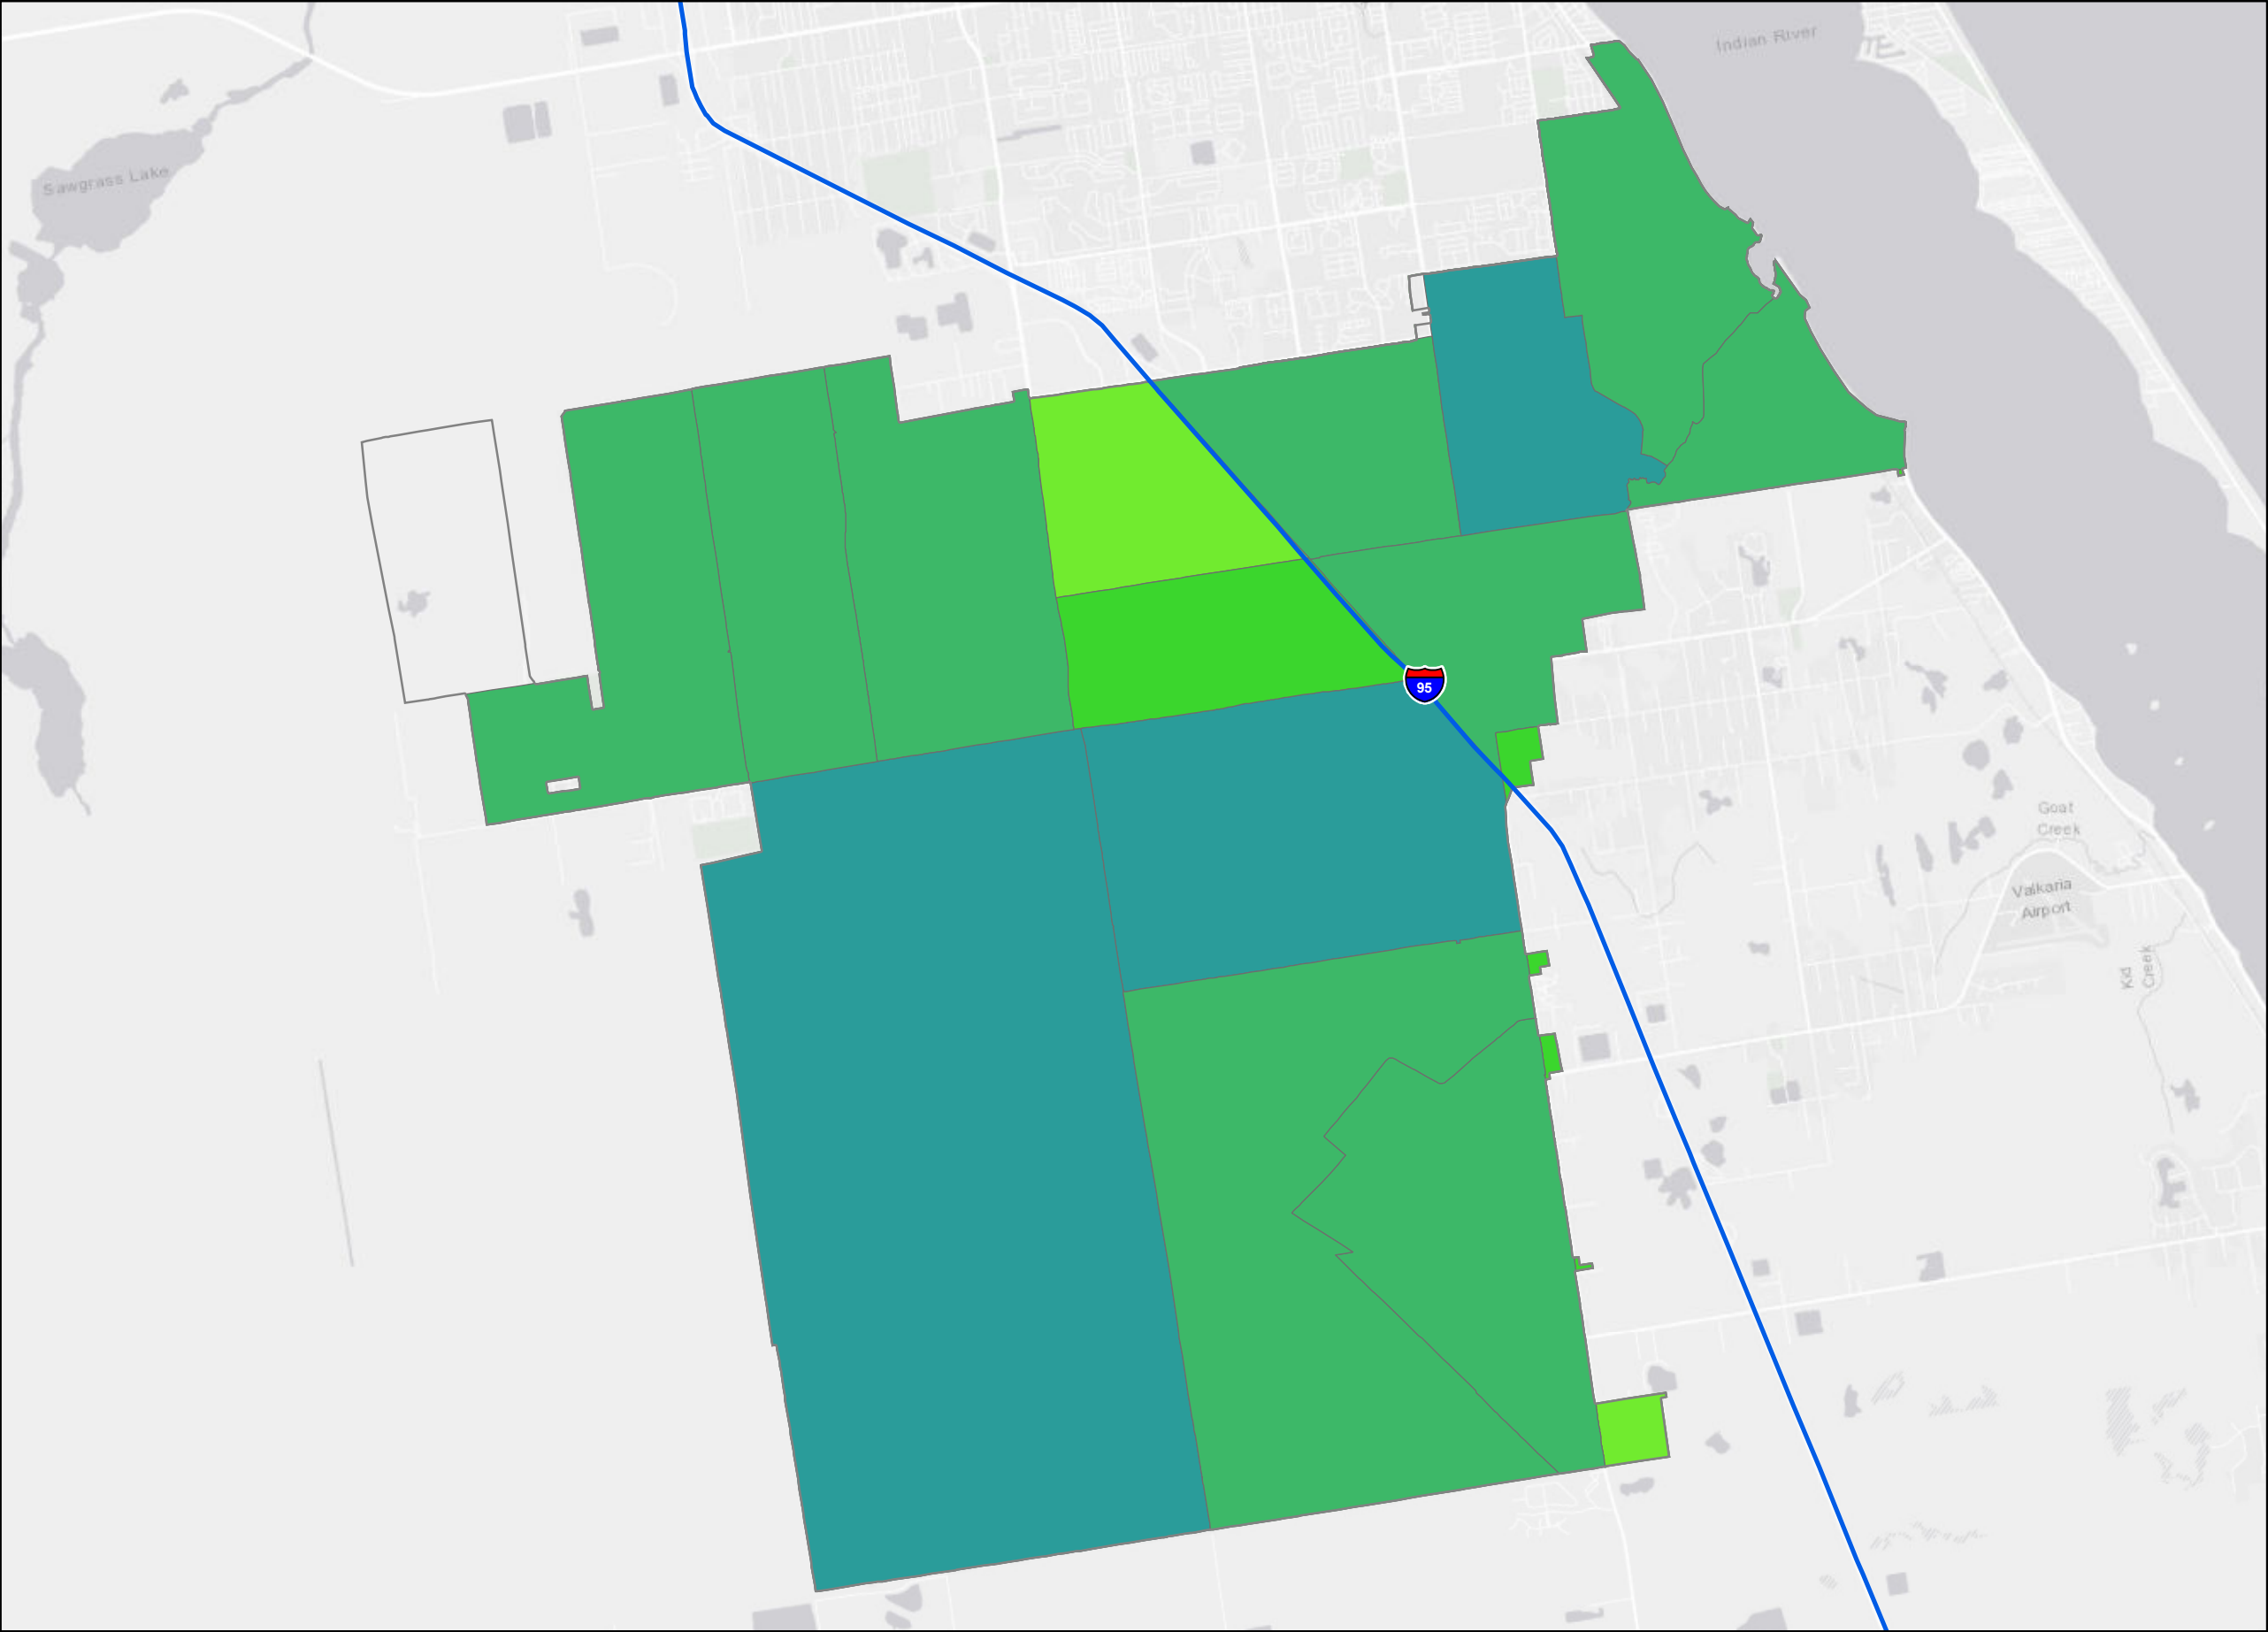 Indian River
Sawgrass Lake
95
Goat
Creek
Valkaria
Airport
Kid
Creek